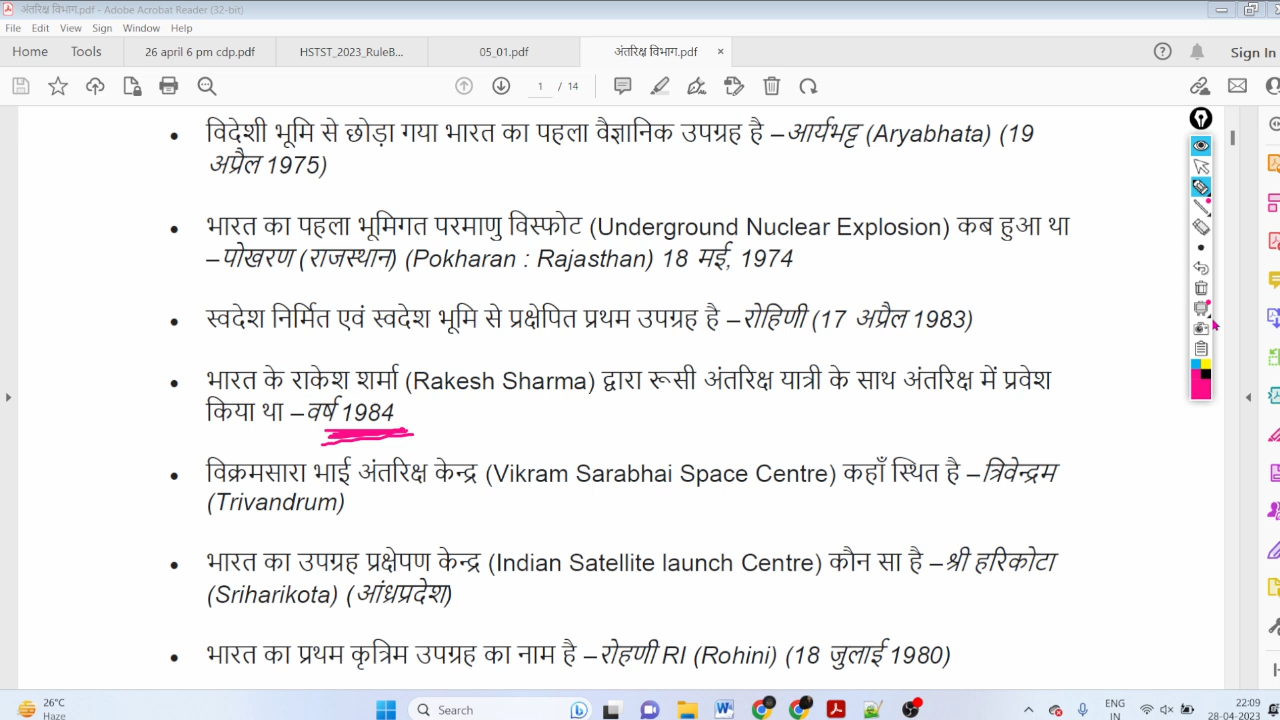 अंतरिक्ष विभाग.pdf - Adobe Acrobat Reader (32-bit)
File Edit View Sign Window Help
Home Tools 26 april 6 pm cdp.pdf HSTST_2023_RuleB... 05_01.pdf अंतरिक्ष विभाग.pdf × Sign In
1 / 14
• विदेशी भूमि से छोड़ा गया भारत का पहला वैज्ञानिक उपग्रह है –आर्यभट्ट (Aryabhata) (19
अप्रैल 1975)
• भारत का पहला भूमिगत परमाणु विस्फोट (Underground Nuclear Explosion) कब हुआ था
–पोखरण (राजस्थान) (Pokharan : Rajasthan) 18 मई, 1974
• स्वदेश निर्मित एवं स्वदेश भूमि से प्रक्षेपित प्रथम उपग्रह है –रोहिणी (17 अप्रैल 1983)
• भारत के राकेश शर्मा (Rakesh Sharma) द्वारा रूसी अंतरिक्ष यात्री के साथ अंतरिक्ष में प्रवेश
किया था –वर्ष 1984
• विक्रमसारा भाई अंतरिक्ष केन्द्र (Vikram Sarabhai Space Centre) कहाँ स्थित है –त्रिवेन्द्रम
(Trivandrum)
• भारत का उपग्रह प्रक्षेपण केन्द्र (Indian Satellite launch Centre) कौन सा है –श्री हरिकोटा
(Sriharikota) (आंध्रप्रदेश)
• भारत का प्रथम कृत्रिम उपग्रह का नाम है –रोहणी RI (Rohini) (18 जुलाई 1980)
26°C
Haze
Search
ENG
IN
22:09
28-04-2023